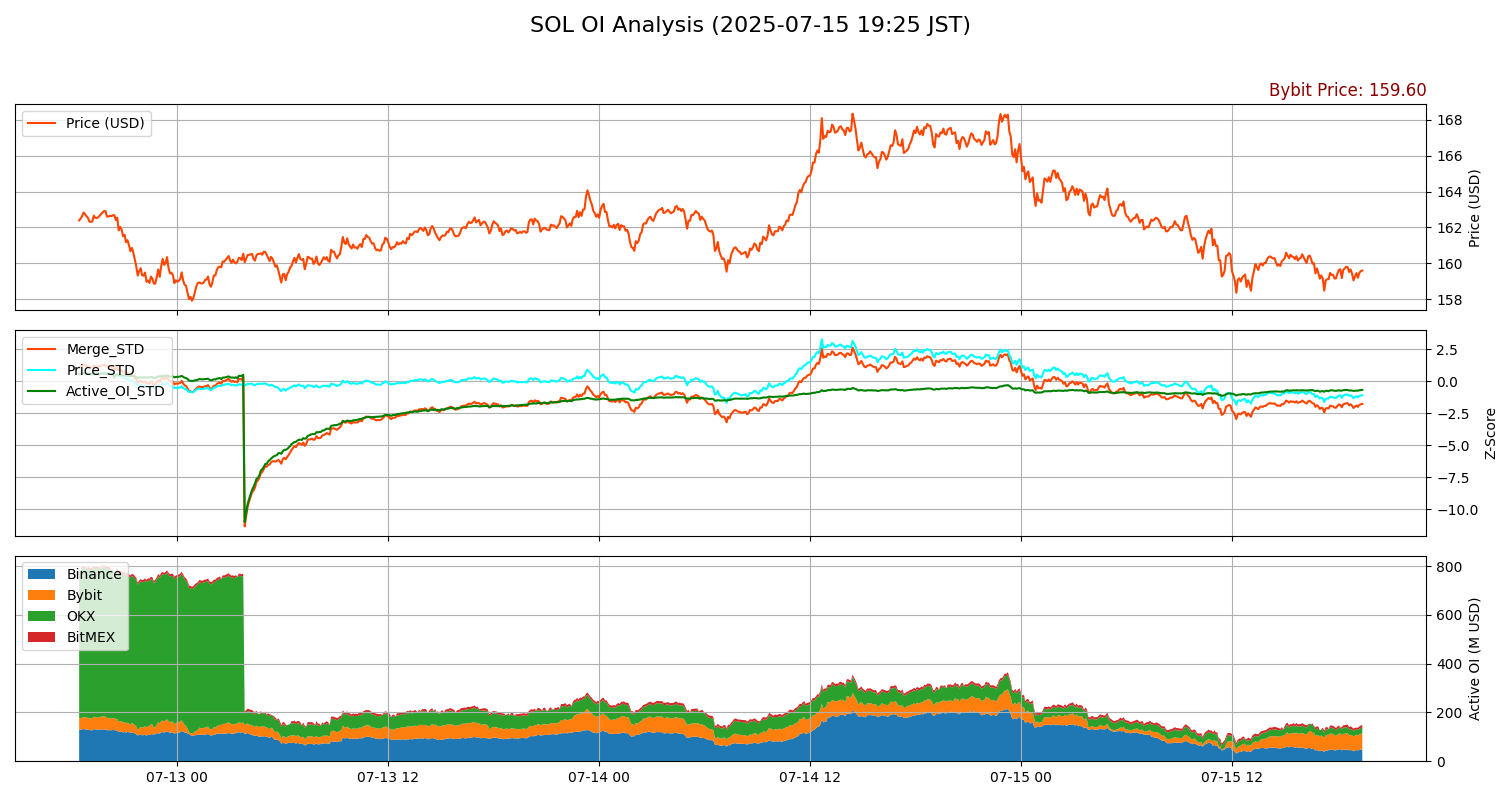 SOL OI Analysis (2025-07-15 19:25 JST)
Bybit Price: 159.60
Price (USD)
168
166
164
162
160
158
Price (USD)
Merge_STD
Price_STD
Active_OI_STD
2.5
0.0
−2.5
−5.0
−7.5
−10.0
Z-Score
Binance
Bybit
OKX
BitMEX
800
600
400
200
0
Active OI (M USD)
07-13 00
07-13 12
07-14 00
07-14 12
07-15 00
07-15 12